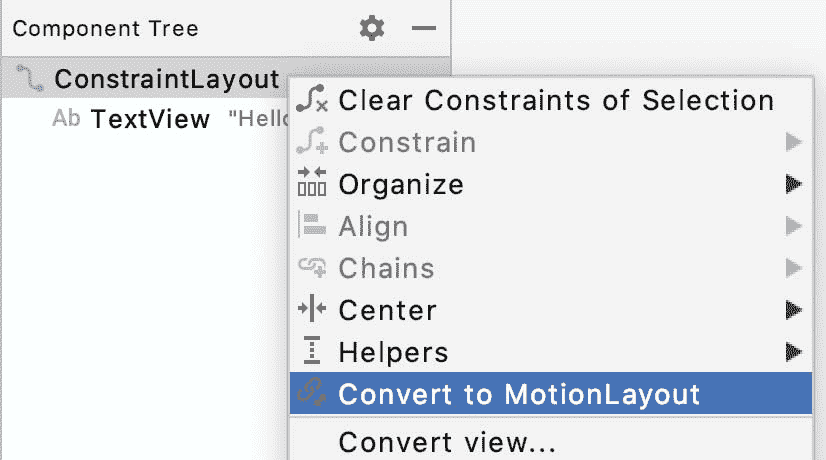 Component Tree
ConstraintLayout
Ab TextView "Hello
Clear Constraints of Selection
Constrain
Organize
Align
Chains
Center
Helpers
Convert to MotionLayout
Convert view...